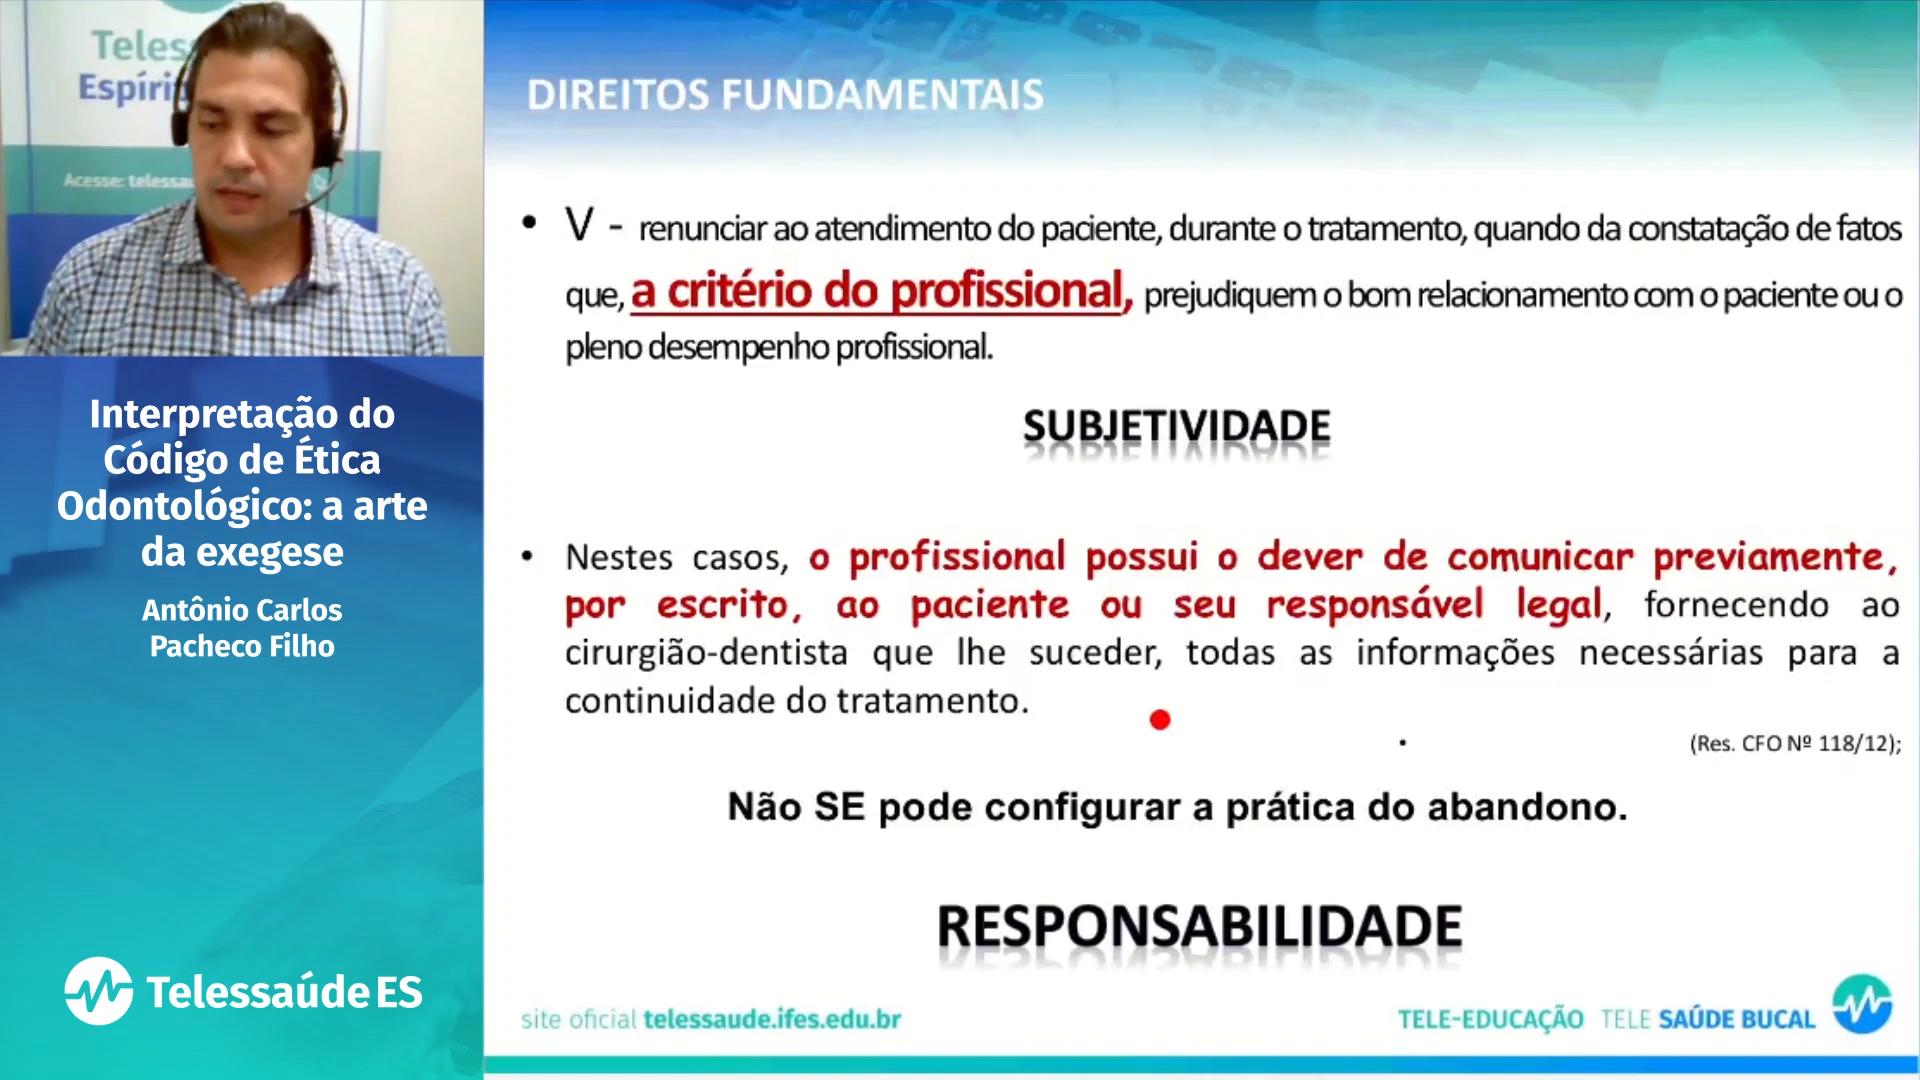 Teles
Espíri
Acesse: telessau
Interpretação do
Código de Ética
Odontológico: a arte
da exegese
Antônio Carlos
Pacheco Filho
TelessaúdeES
DIREITOS FUNDAMENTAIS
• V - renunciar ao atendimento do paciente, durante o tratamento, quando da constatação de fatos
que, a critério do profissional, prejudiquem o bom relacionamento com o paciente ou o
pleno desempenho profissional.
SUBJETIVIDADE
• Nestes casos, o profissional possui o dever de comunicar previamente,
por escrito, ao paciente ou seu responsável legal, fornecendo ao
cirurgião-dentista que lhe suceder, todas as informações necessárias para a
continuidade do tratamento.
. (Res. CFO Nº 118/12);
Não SE pode configurar a prática do abandono.
RESPONSABILIDADE
site oficial telessaude.ifes.edu.br
TELE-EDUCAÇÃO TELE SAÚDE BUCAL